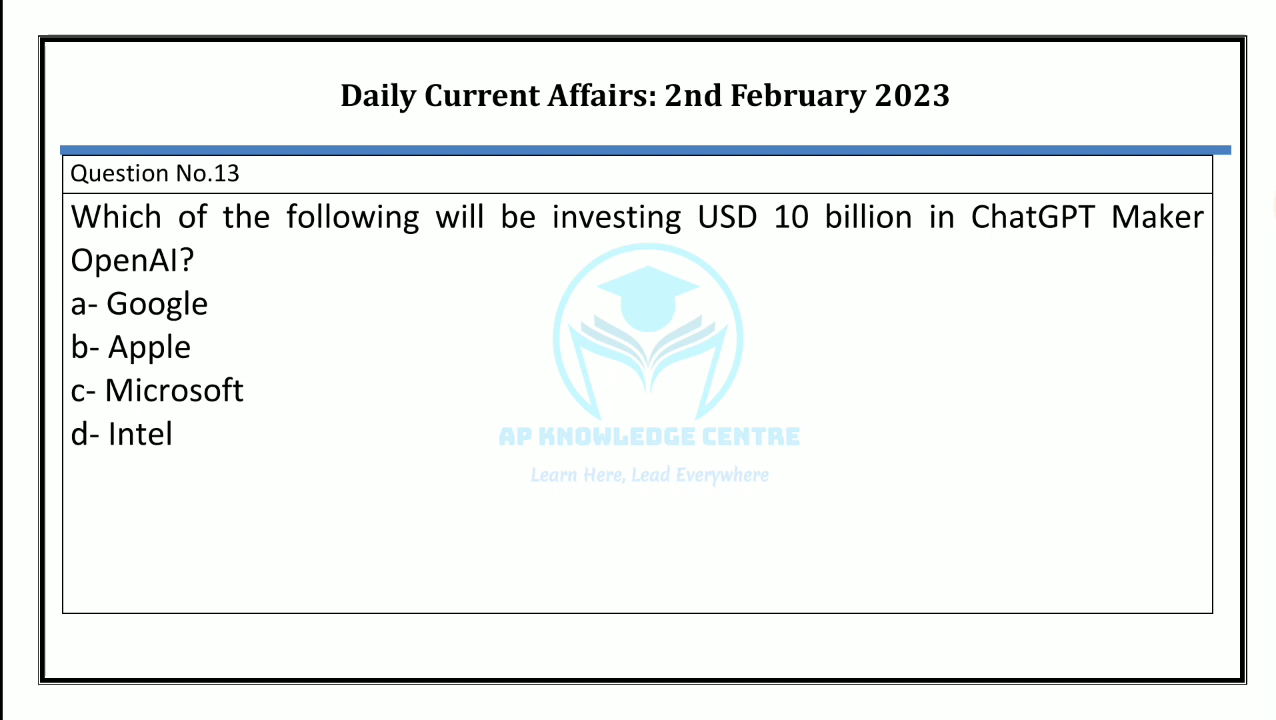 Daily Current Affairs: 2nd February 2023
Question No.13
Which of the following will be investing USD 10 billion in ChatGPT Maker
OpenAI?
a- Google
b- Apple
c- Microsoft
d- Intel
AP KNOWLEDGE CENTRE
Learn Here, Lead Everywhere